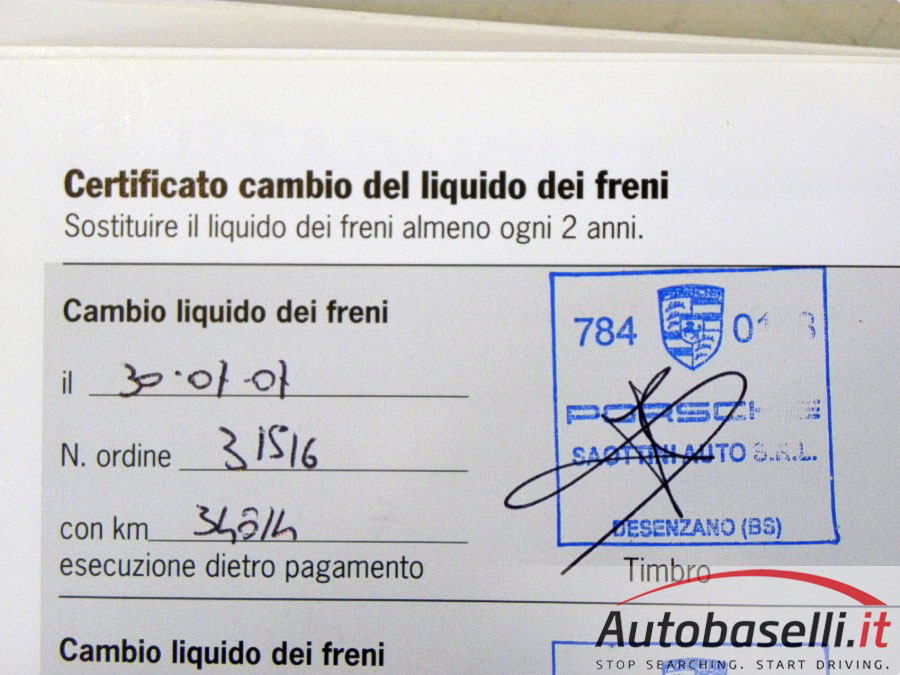 Certificato cambio del liquido dei freni
Sostituire il liquido dei freni almeno ogni 2 anni.
Cambio liquido dei freni
il 30-07-07
N. ordine 31516
con km
esecuzione dietro pagamento
784
PORSCHE
SAOTTINI AUTO S.R.L.
DESENZANO (BS)
Timbro
Cambio liquido dei freni
Autobaselli.it
STOP SEARCHING. START DRIVING.